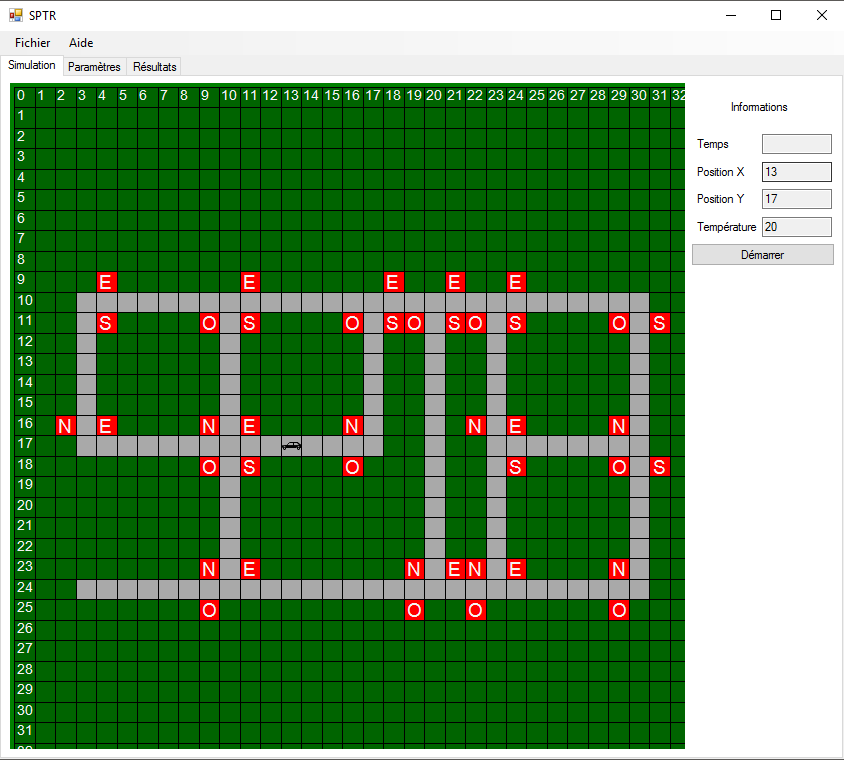 SPTR
Fichier Aide
Simulation Paramètres Résultats
0 1 2 3 4 5 6 7 8 9 10 11 12 13 14 15 16 17 18 19 20 21 22 23 24 25 26 27 28 29 30 31 32
1
2
3
4
5
6
7
8
9 E E E E E
10
11 S O S O S O S O S O S
12
13
14
15
16 N E N E N N E N
17
18 O S O S O S
19
20
21
22
23 N E N E N E N
24
25 O O O O
26
27
28
29
30
31
Informations
Temps
Position X 13
Position Y 17
Température 20
Démarrer